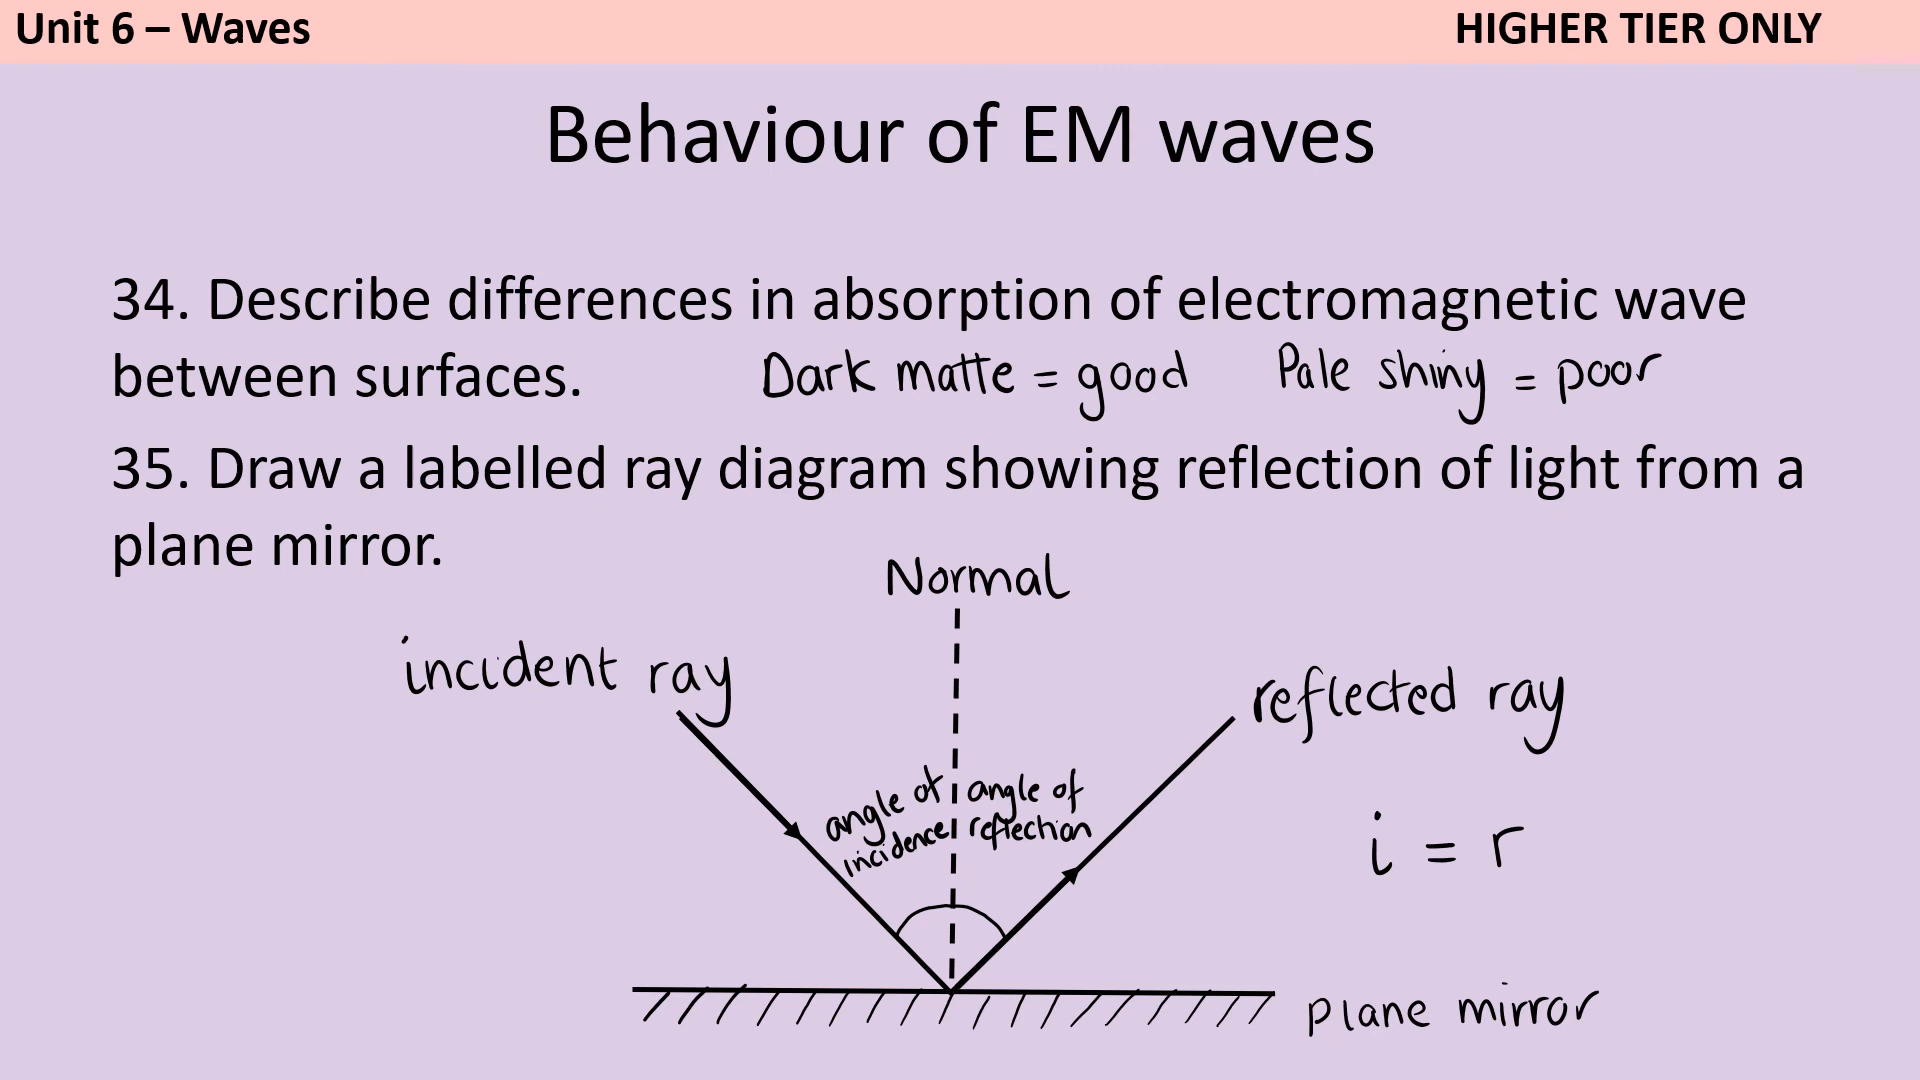 Unit 6 – Waves
HIGHER TIER ONLY
Behaviour of EM waves
34. Describe differences in absorption of electromagnetic wave
between surfaces.
Dark matte = good
Pale shiny = poor
35. Draw a labelled ray diagram showing reflection of light from a
plane mirror.
Normal
incident ray
reflected ray
angle of
incidence
angle of
reflection
i = r
plane mirror